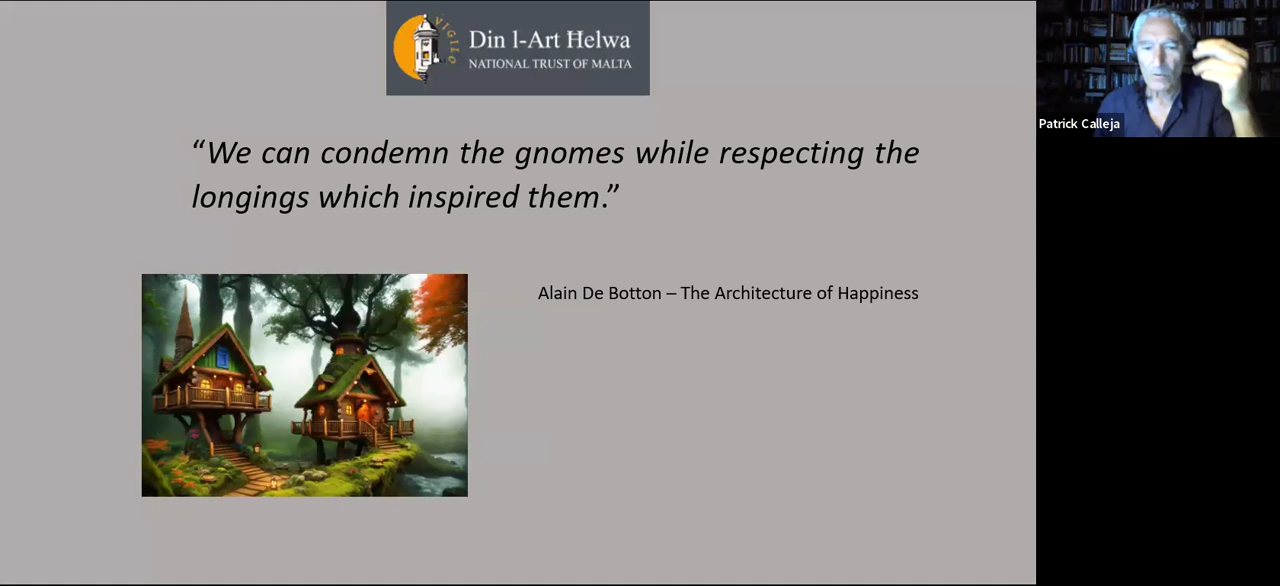 VIGILO
Din l-Art Helwa
NATIONAL TRUST OF MALTA
Patrick Calleja
“We can condemn the gnomes while respecting the
longings which inspired them.”
Alain De Botton – The Architecture of Happiness